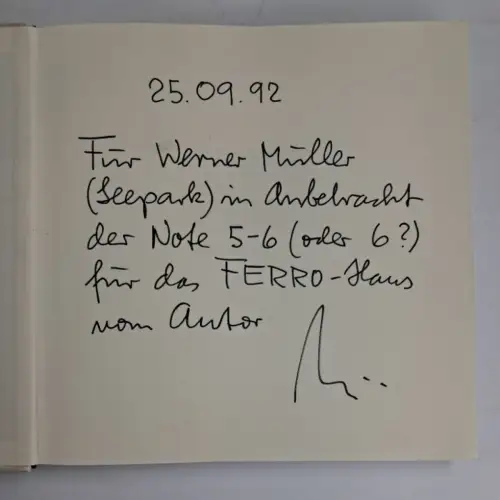 25.09.92
Für Werner Müller
(Seepark) in Anbetracht
der Note 5-6 (oder 6?)
für das FERRO-Haus
vom Autor